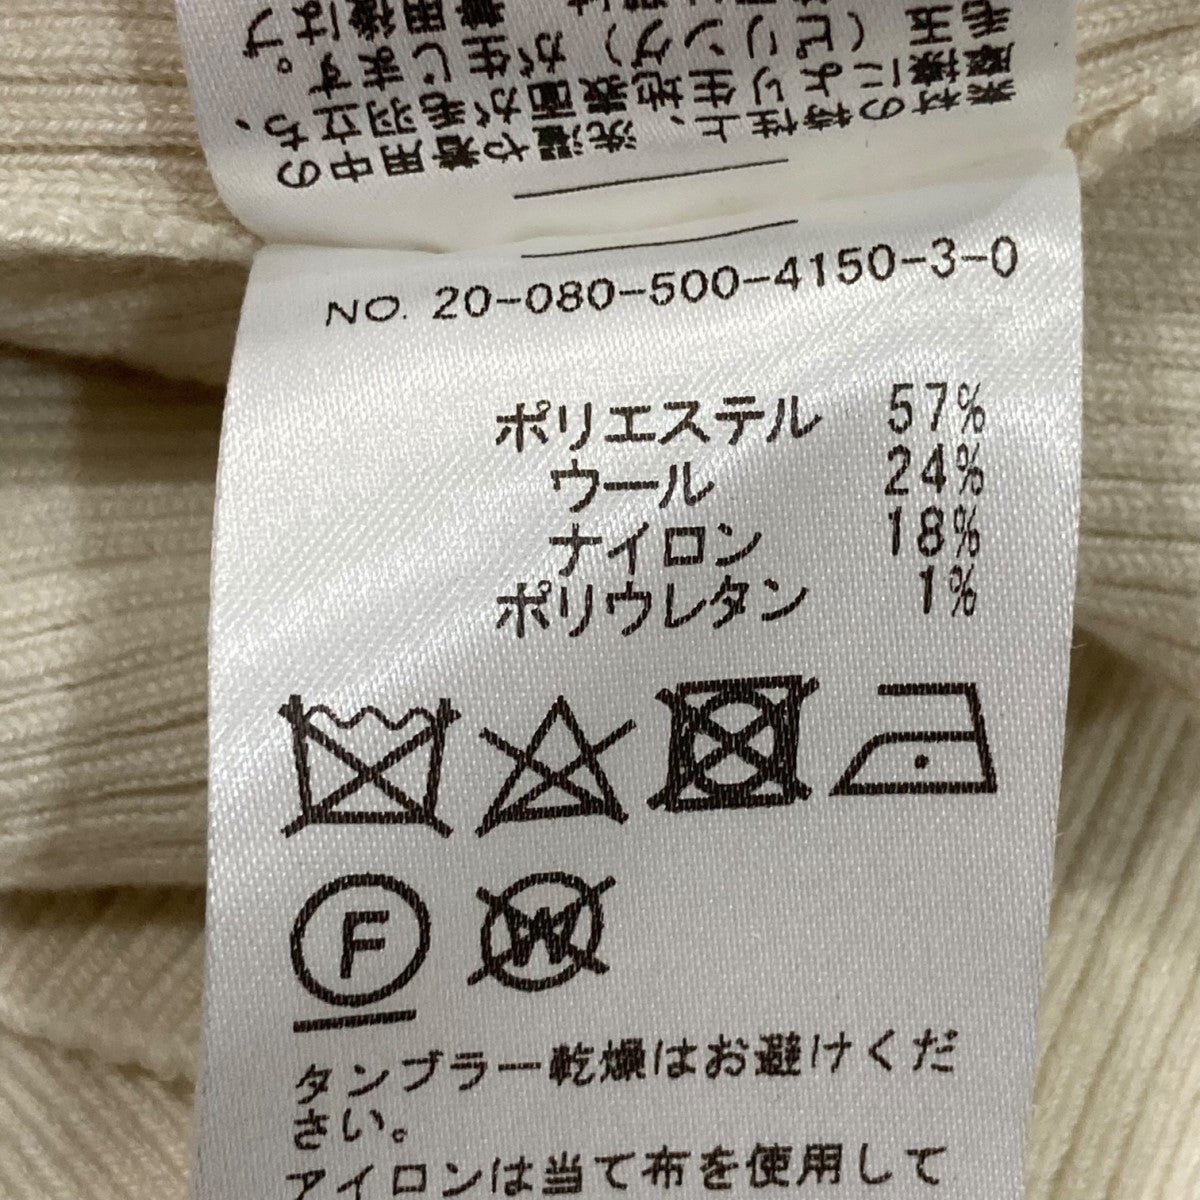 素材の特性上、洗濯や着用中の
摩擦により生地表面が毛羽立ち、
毛玉(ピリング)が生じます。
着用後はブ
NO. 20-080-500-4150-3-0
ポリエステル 57%
ウール 24%
ナイロン 18%
ポリウレタン 1%
F
W
タンブラー乾燥はお避けくだ
さい。
アイロンは当て布を使用して